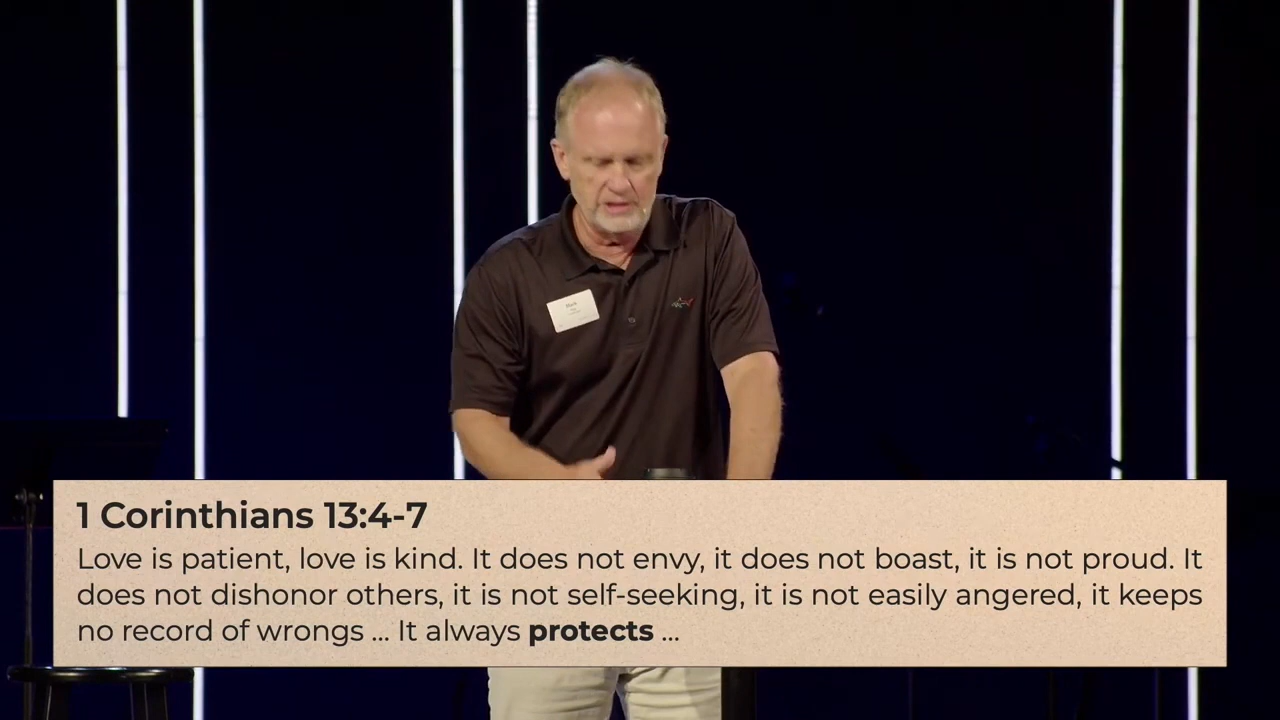 Mark
1 Corinthians 13:4-7
Love is patient, love is kind. It does not envy, it does not boast, it is not proud. It
does not dishonor others, it is not self-seeking, it is not easily angered, it keeps
no record of wrongs ... It always protects ...